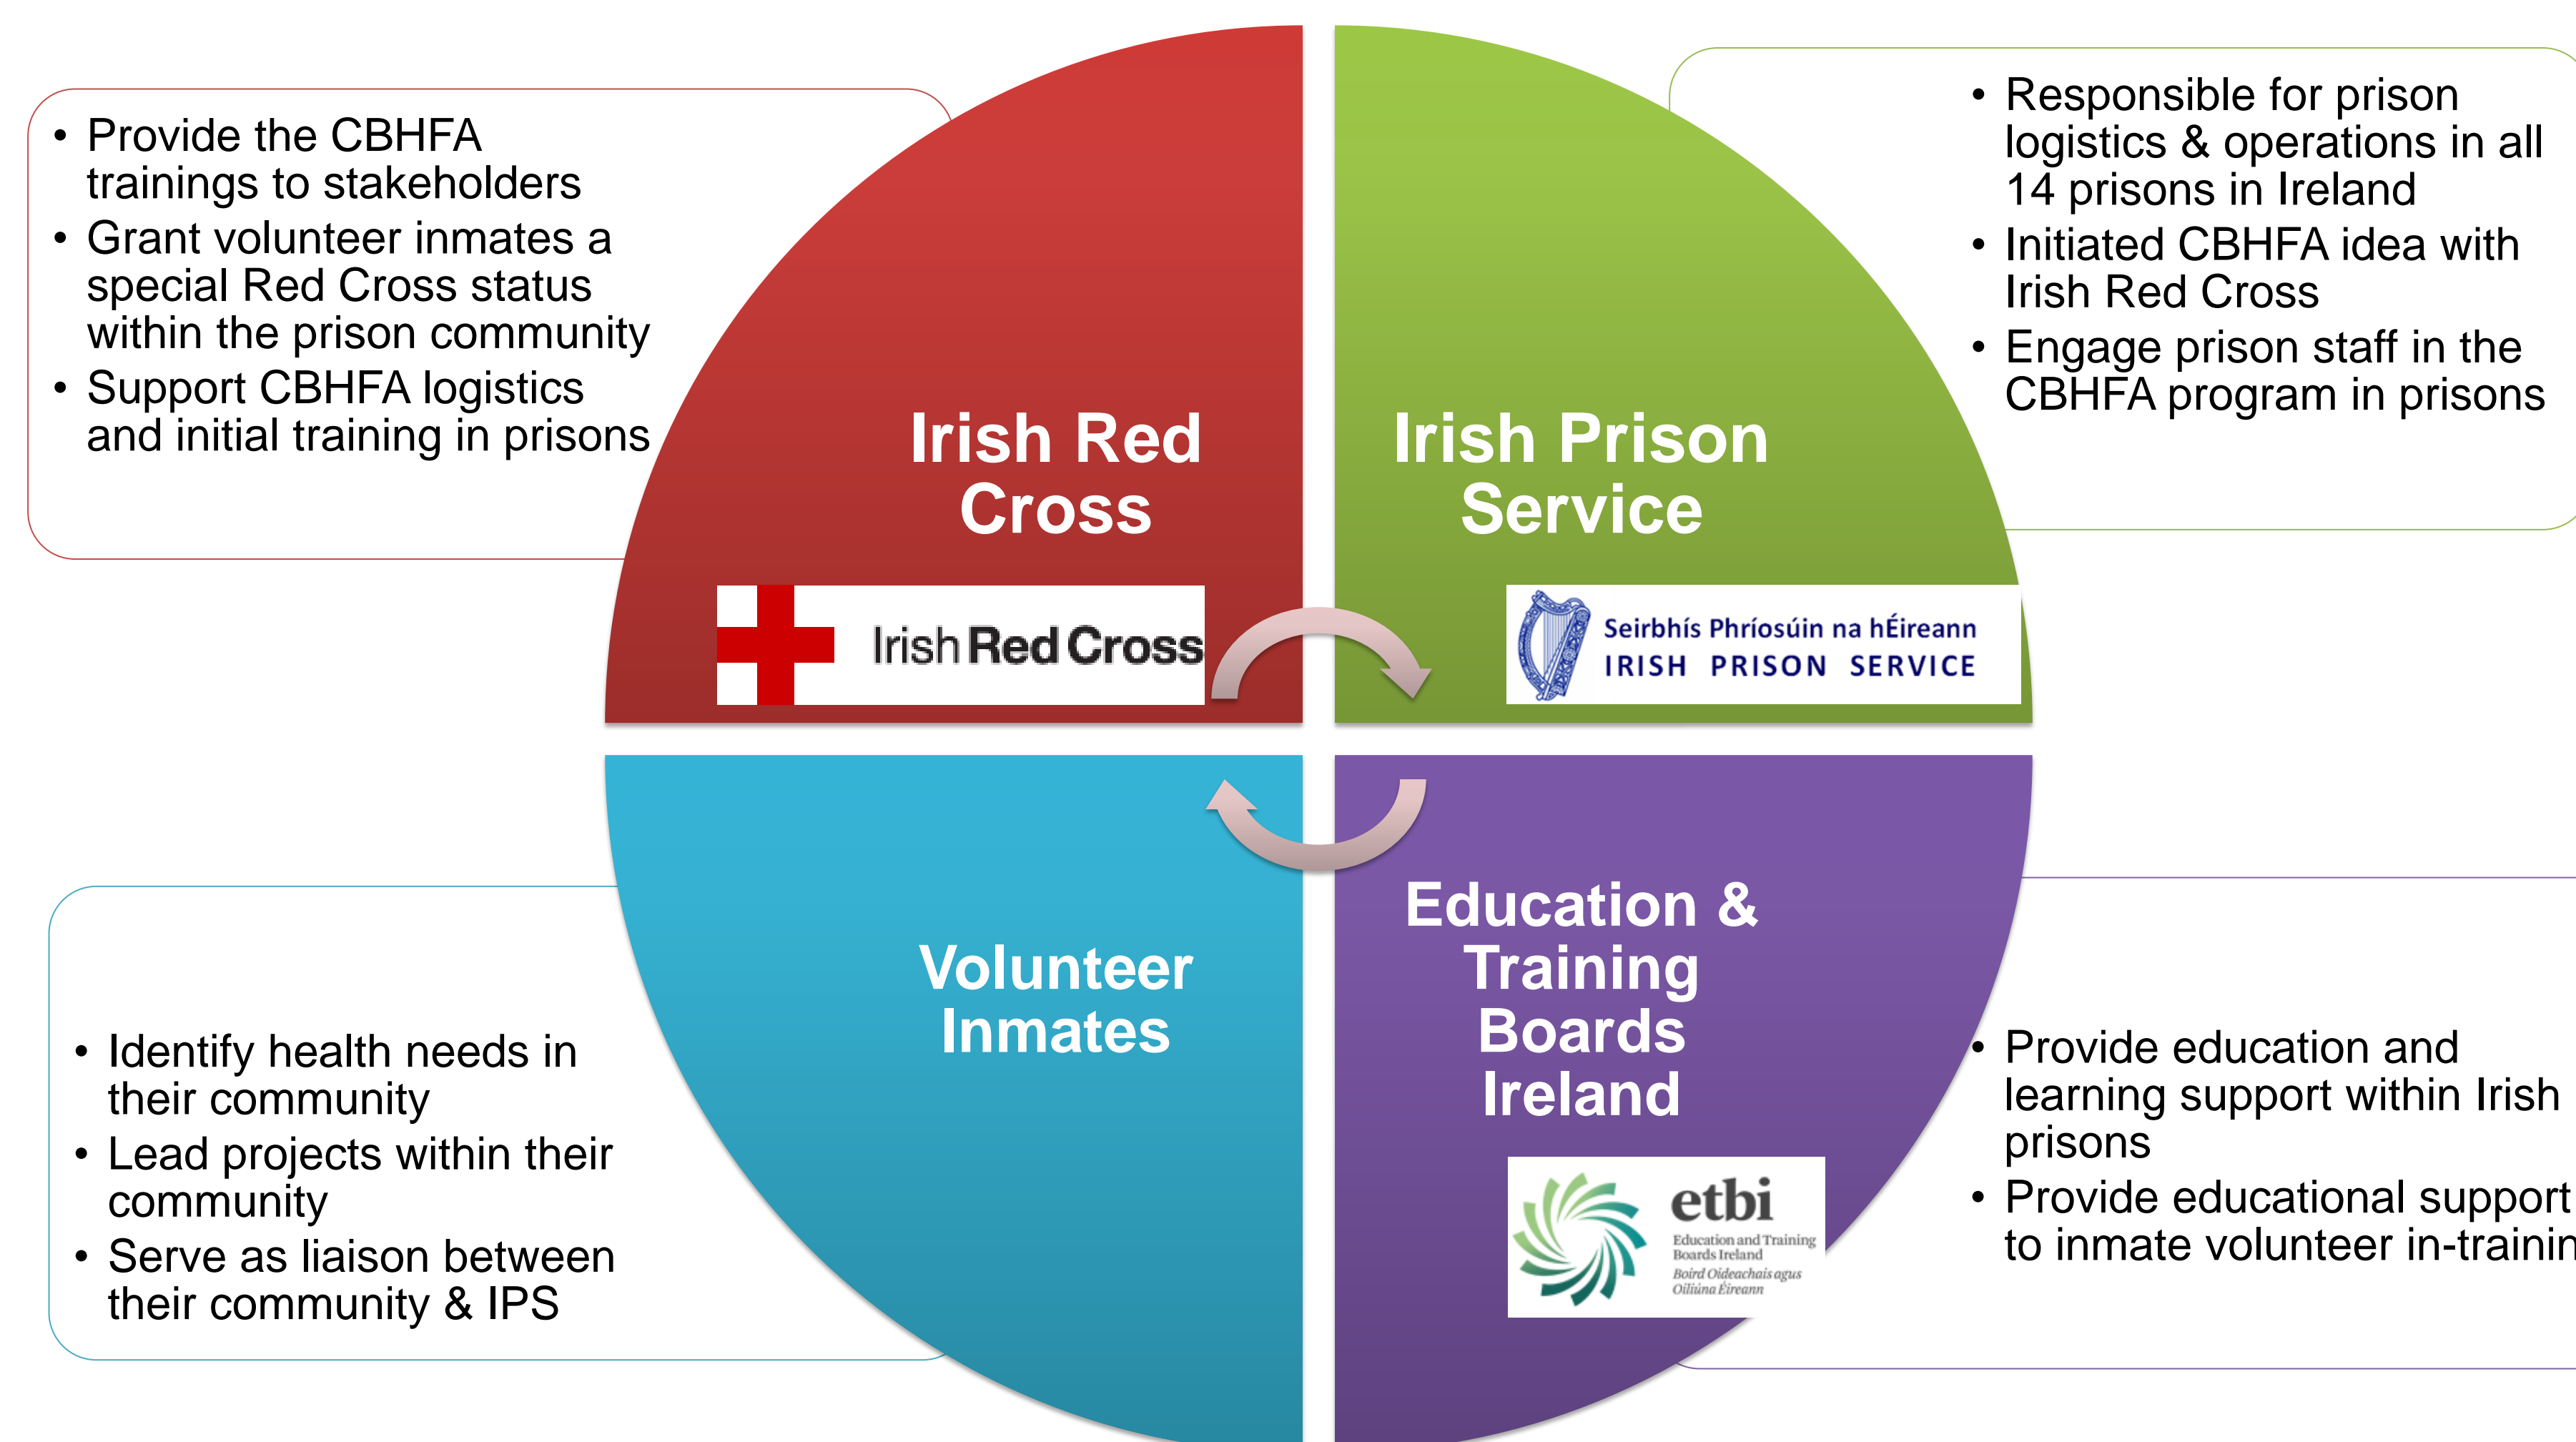 • Provide the CBHFA
trainings to stakeholders
• Grant volunteer inmates a
special Red Cross status
within the prison community
• Support CBHFA logistics
and initial training in prisons
Irish Red
Cross
Irish Red Cross
• Responsible for prison
logistics & operations in all
14 prisons in Ireland
• Initiated CBHFA idea with
Irish Red Cross
• Engage prison staff in the
CBHFA program in prisons
Irish Prison
Service
Seirbhís Phríosúin na hÉireann
IRISH PRISON SERVICE
• Identify health needs in
their community
• Lead projects within their
community
• Serve as liaison between
their community & IPS
Volunteer
Inmates
Education &
Training
Boards
Ireland
etbi
Education and Training
Boards Ireland
Boird Oideachais agus
Oiliúna Éireann
• Provide education and
learning support within Irish
prisons
• Provide educational support
to inmate volunteer in-trainin